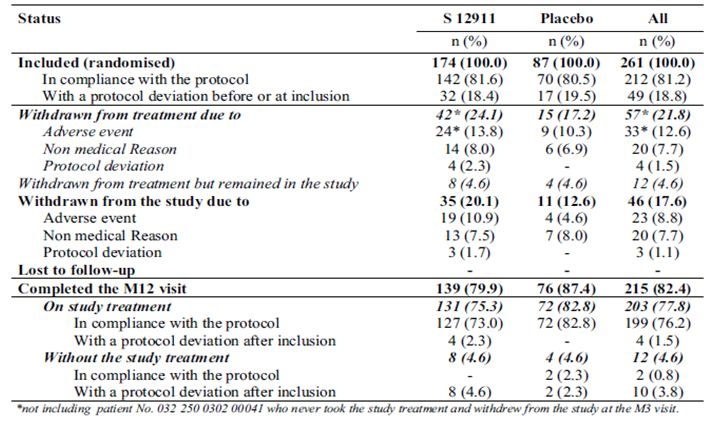 Status S 12911 Placebo All
n (%) n (%) n (%)
Included (randomised) 174 (100.0) 87 (100.0) 261 (100.0)
In compliance with the protocol 142 (81.6) 70 (80.5) 212 (81.2)
With a protocol deviation before or at inclusion 32 (18.4) 17 (19.5) 49 (18.8)
Withdrawn from treatment due to 42* (24.1) 15 (17.2) 57* (21.8)
Adverse event 24* (13.8) 9 (10.3) 33* (12.6)
Non medical Reason 14 (8.0) 6 (6.9) 20 (7.7)
Protocol deviation 4 (2.3) - 4 (1.5)
Withdrawn from treatment but remained in the study 8 (4.6) 4 (4.6) 12 (4.6)
Withdrawn from the study due to 35 (20.1) 11 (12.6) 46 (17.6)
Adverse event 19 (10.9) 4 (4.6) 23 (8.8)
Non medical Reason 13 (7.5) 7 (8.0) 20 (7.7)
Protocol deviation 3 (1.7) - 3 (1.1)
Lost to follow-up - - -
Completed the M12 visit 139 (79.9) 76 (87.4) 215 (82.4)
On study treatment 131 (75.3) 72 (82.8) 203 (77.8)
In compliance with the protocol 127 (73.0) 72 (82.8) 199 (76.2)
With a protocol deviation after inclusion 4 (2.3) - 4 (1.5)
Without the study treatment 8 (4.6) 4 (4.6) 12 (4.6)
In compliance with the protocol - 2 (2.3) 2 (0.8)
With a protocol deviation after inclusion 8 (4.6) 2 (2.3) 10 (3.8)
*not including patient No. 032 250 0302 00041 who never took the study treatment and withdrew from the study at the M3 visit.